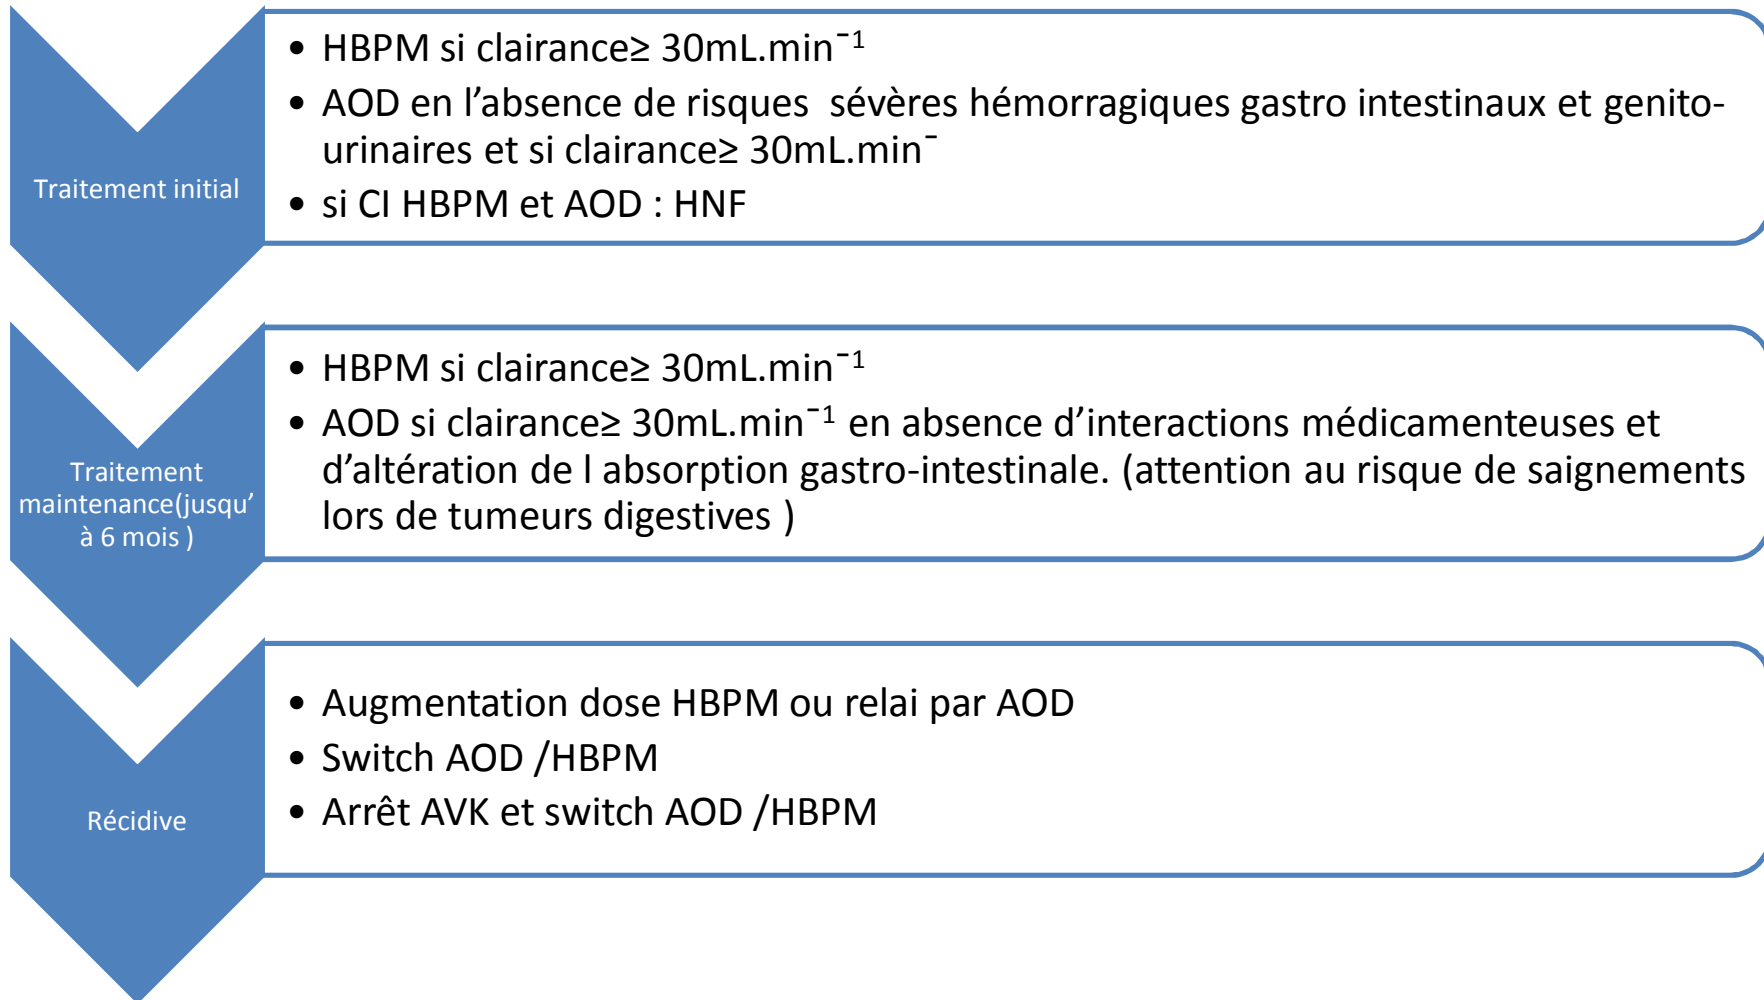 Traitement initial
• HBPM si clairance≥ 30mL.min⁻¹
• AOD en l’absence de risques  sévères hémorragiques gastro intestinaux et genito-
urinaires et si clairance≥ 30mL.min⁻
• si CI HBPM et AOD : HNF
Traitement
maintenance(jusqu’
à 6 mois )
• HBPM si clairance≥ 30mL.min⁻¹
• AOD si clairance≥ 30mL.min⁻¹ en absence d’interactions médicamenteuses et
d’altération de l absorption gastro-intestinale. (attention au risque de saignements
lors de tumeurs digestives )
Récidive
• Augmentation dose HBPM ou relai par AOD
• Switch AOD /HBPM
• Arrêt AVK et switch AOD /HBPM